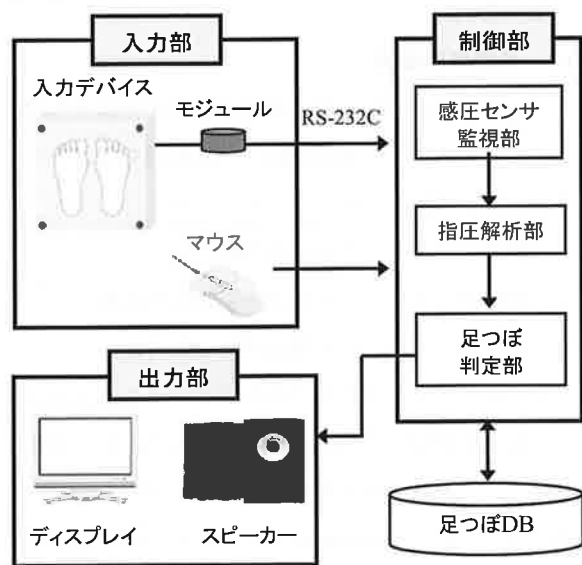 入力部
入力デバイス
モジュール
RS-232C
マウス
制御部
感圧センサ
監視部
指圧解析部
足つぼ
判定部
出力部
ディスプレイ
スピーカー
足つぼDB